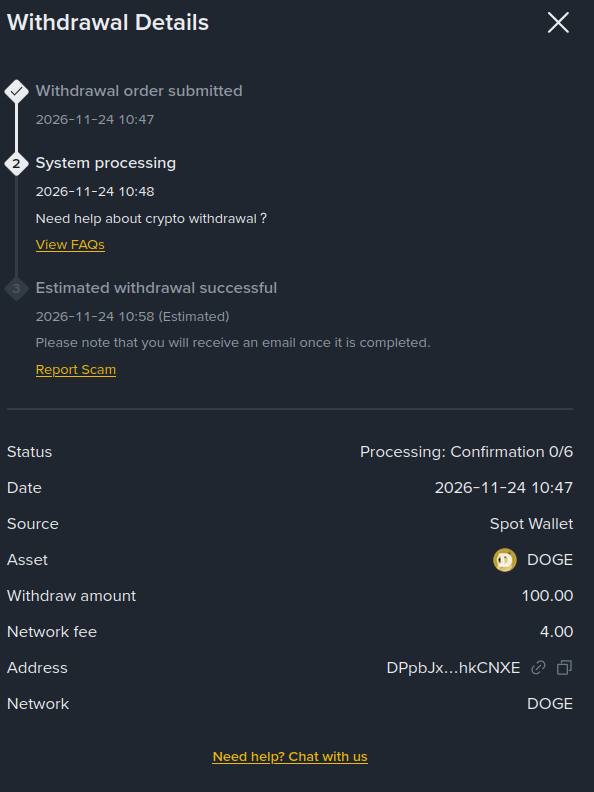 Withdrawal Details
Withdrawal order submitted
2026-11-24 10:47
2 System processing
2026-11-24 10:48
Need help about crypto withdrawal ?
View FAQs
3 Estimated withdrawal successful
2026-11-24 10:58 (Estimated)
Please note that you will receive an email once it is completed.
Report Scam
Status Processing: Confirmation 0/6
Date 2026-11-24 10:47
Source Spot Wallet
Asset DOGE
Withdraw amount 100.00
Network fee 4.00
Address DPpbJx...hkCNXE
Network DOGE
Need help? Chat with us